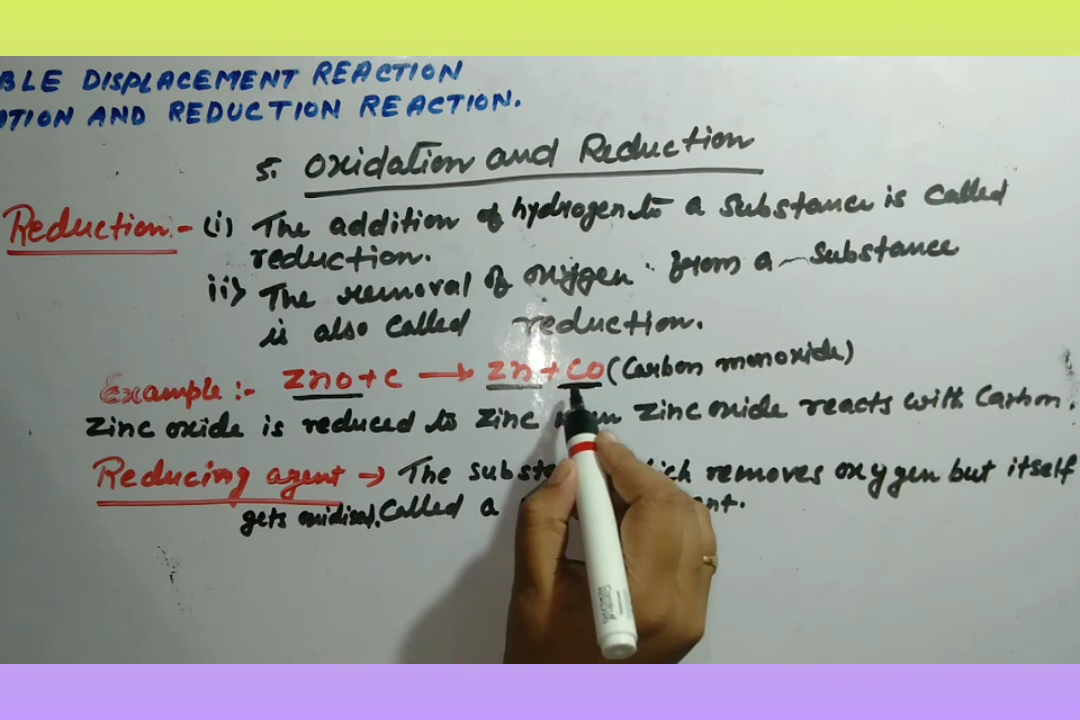 BLE DISPLACEMENT REACTION
TION AND REDUCTION REACTION.
5. Oxidation and Reduction
Reduction:- (i) The addition of hydrogen to a substance is called
reduction.
ii) The removal of oxygen from a substance
is also called reduction.
Example:- ZnO + C → Zn + CO (Carbon monoxide)
Zinc oxide is reduced to Zinc Zinc oxide reacts with Carbon.
Reducing agent → The removes oxygen but itself
gets oxidised, Called a